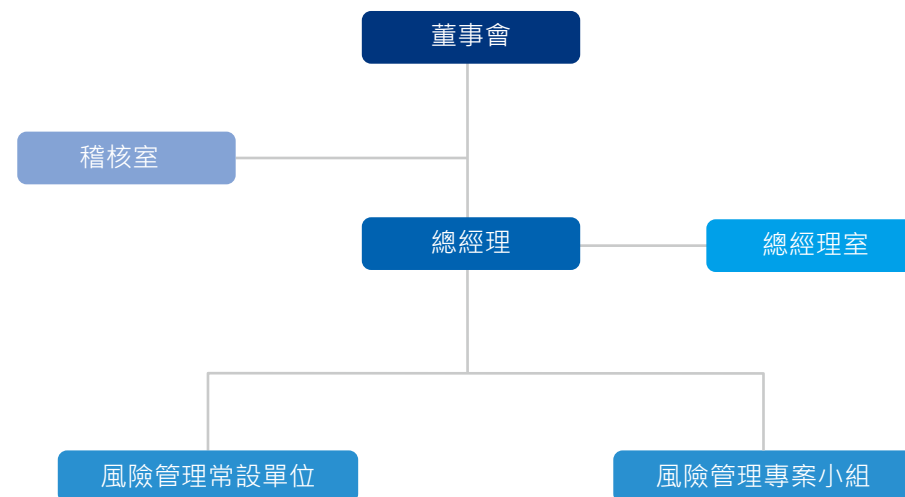 董事會
稽核室
總經理
總經理室
風險管理常設單位
風險管理專案小組